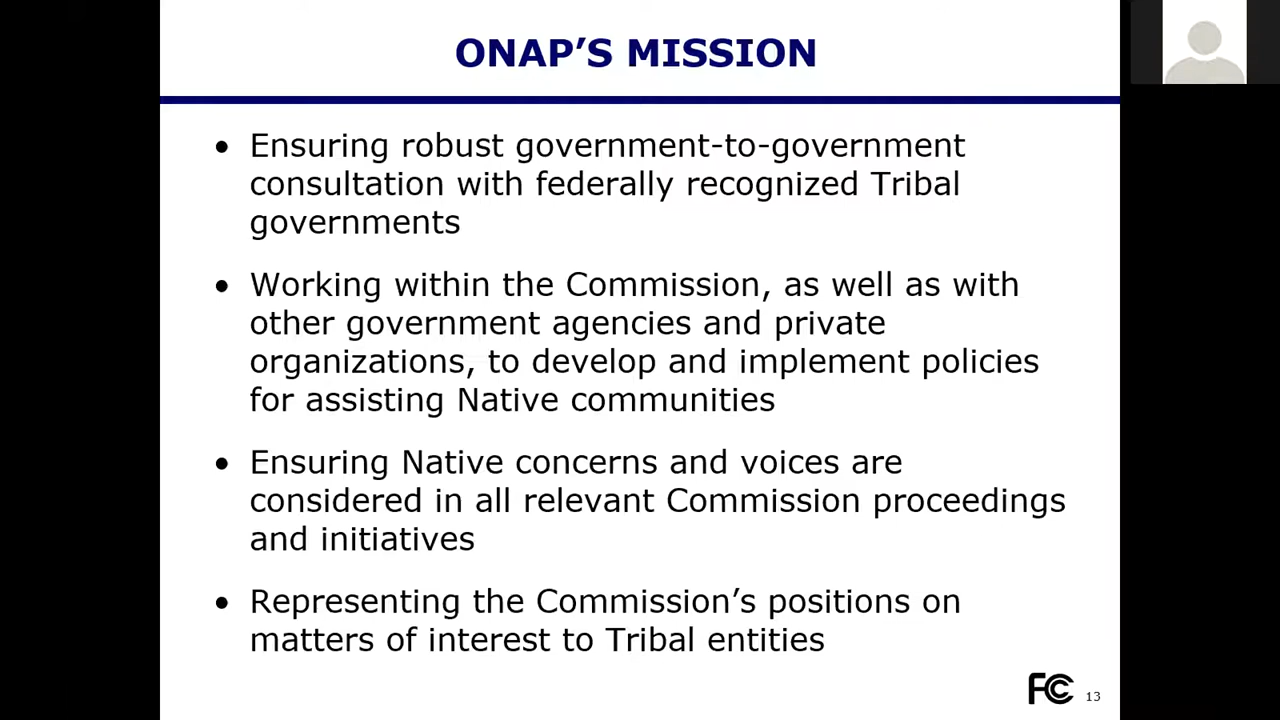 ONAP’S MISSION
• Ensuring robust government-to-government
consultation with federally recognized Tribal
governments
• Working within the Commission, as well as with
other government agencies and private
organizations, to develop and implement policies
for assisting Native communities
• Ensuring Native concerns and voices are
considered in all relevant Commission proceedings
and initiatives
• Representing the Commission’s positions on
matters of interest to Tribal entities
FCC
13